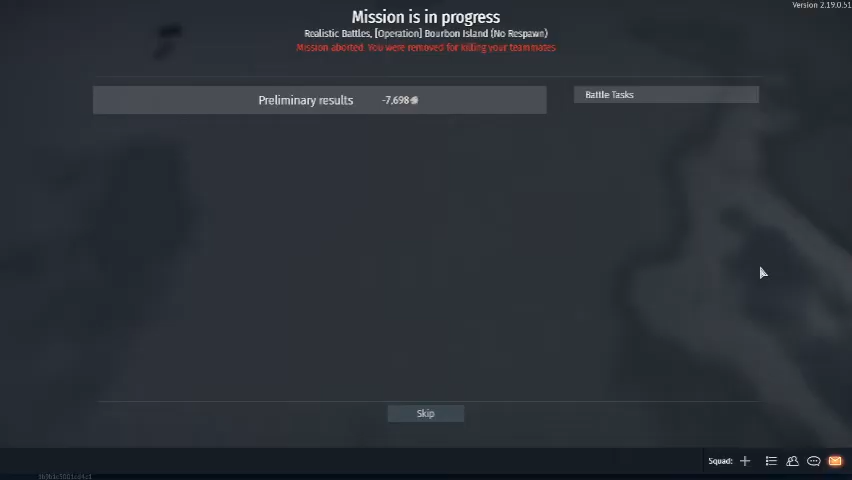 Version 2.19.0.51
Mission is in progress
Realistic Battles, [Operation] Bourbon Island (No Respawn)
Mission aborted. You were removed for killing your teammates.
Preliminary results -7,698
Battle Tasks
Skip
Squad: